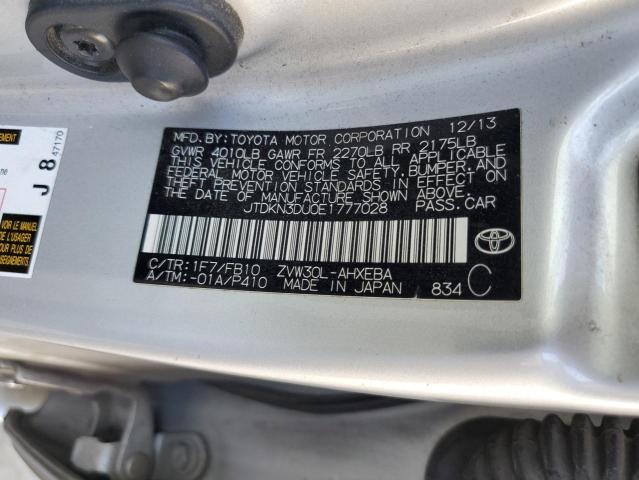 MFD. BY: TOYOTA MOTOR CORPORATION 12/13
GVWR 4010LB GAWR FR 2270LB RR 2175LB
THIS VEHICLE CONFORMS TO ALL APPLICABLE
FEDERAL MOTOR VEHICLE SAFETY, BUMPER, AND
THEFT PREVENTION STANDARDS IN EFFECT ON
THE DATE OF MANUFACTURE SHOWN ABOVE.
JTDKN3DU0E1777028 PASS.CAR
C/TR: 1F7/FB10 ZVW30L-AHXEBA
A/TM: -01A/P410 MADE IN JAPAN 834 C
TOYOTA
J 8
47170